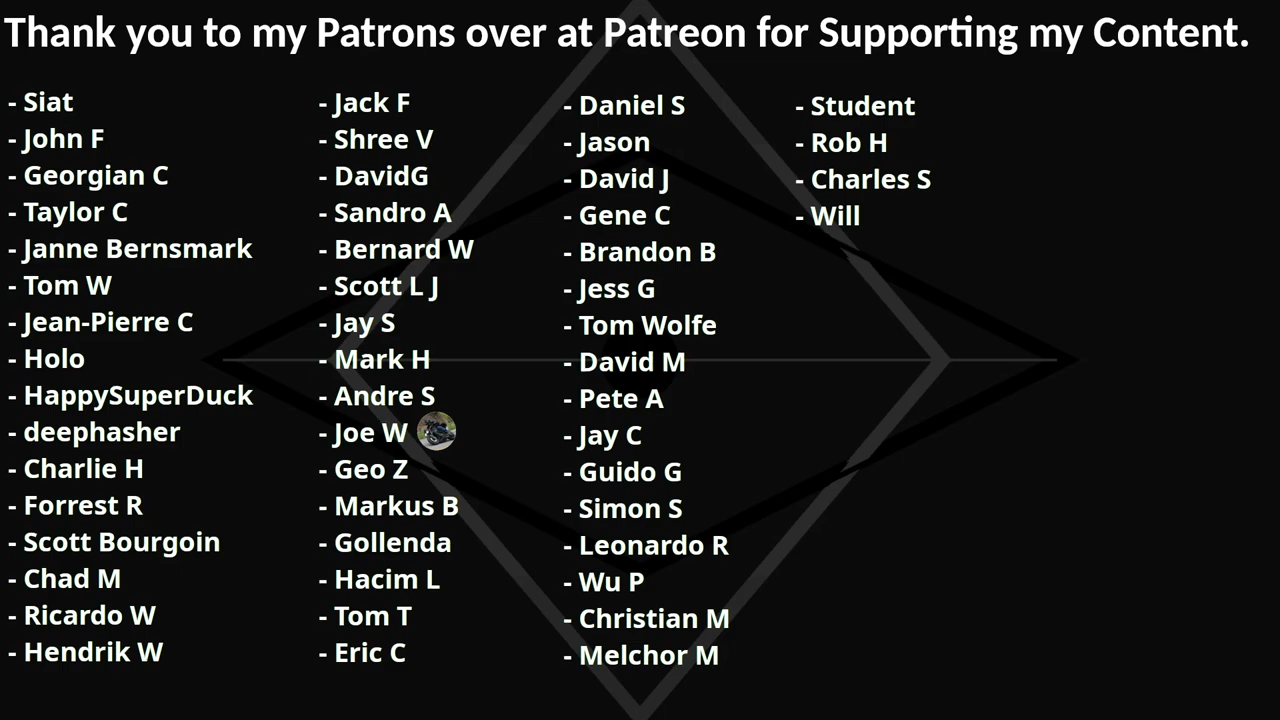 Thank you to my Patrons over at Patreon for Supporting my Content.
- Siat
- John F
- Georgian C
- Taylor C
- Janne Bernsmark
- Tom W
- Jean-Pierre C
- Holo
- HappySuperDuck
- deephasher
- Charlie H
- Forrest R
- Scott Bourgoin
- Chad M
- Ricardo W
- Hendrik W
- Jack F
- Shree V
- DavidG
- Sandro A
- Bernard W
- Scott L J
- Jay S
- Mark H
- Andre S
- Joe W
- Geo Z
- Markus B
- Gollenda
- Hacim L
- Tom T
- Eric C
- Daniel S
- Jason
- David J
- Gene C
- Brandon B
- Jess G
- Tom Wolfe
- David M
- Pete A
- Jay C
- Guido G
- Simon S
- Leonardo R
- Wu P
- Christian M
- Melchor M
- Student
- Rob H
- Charles S
- Will